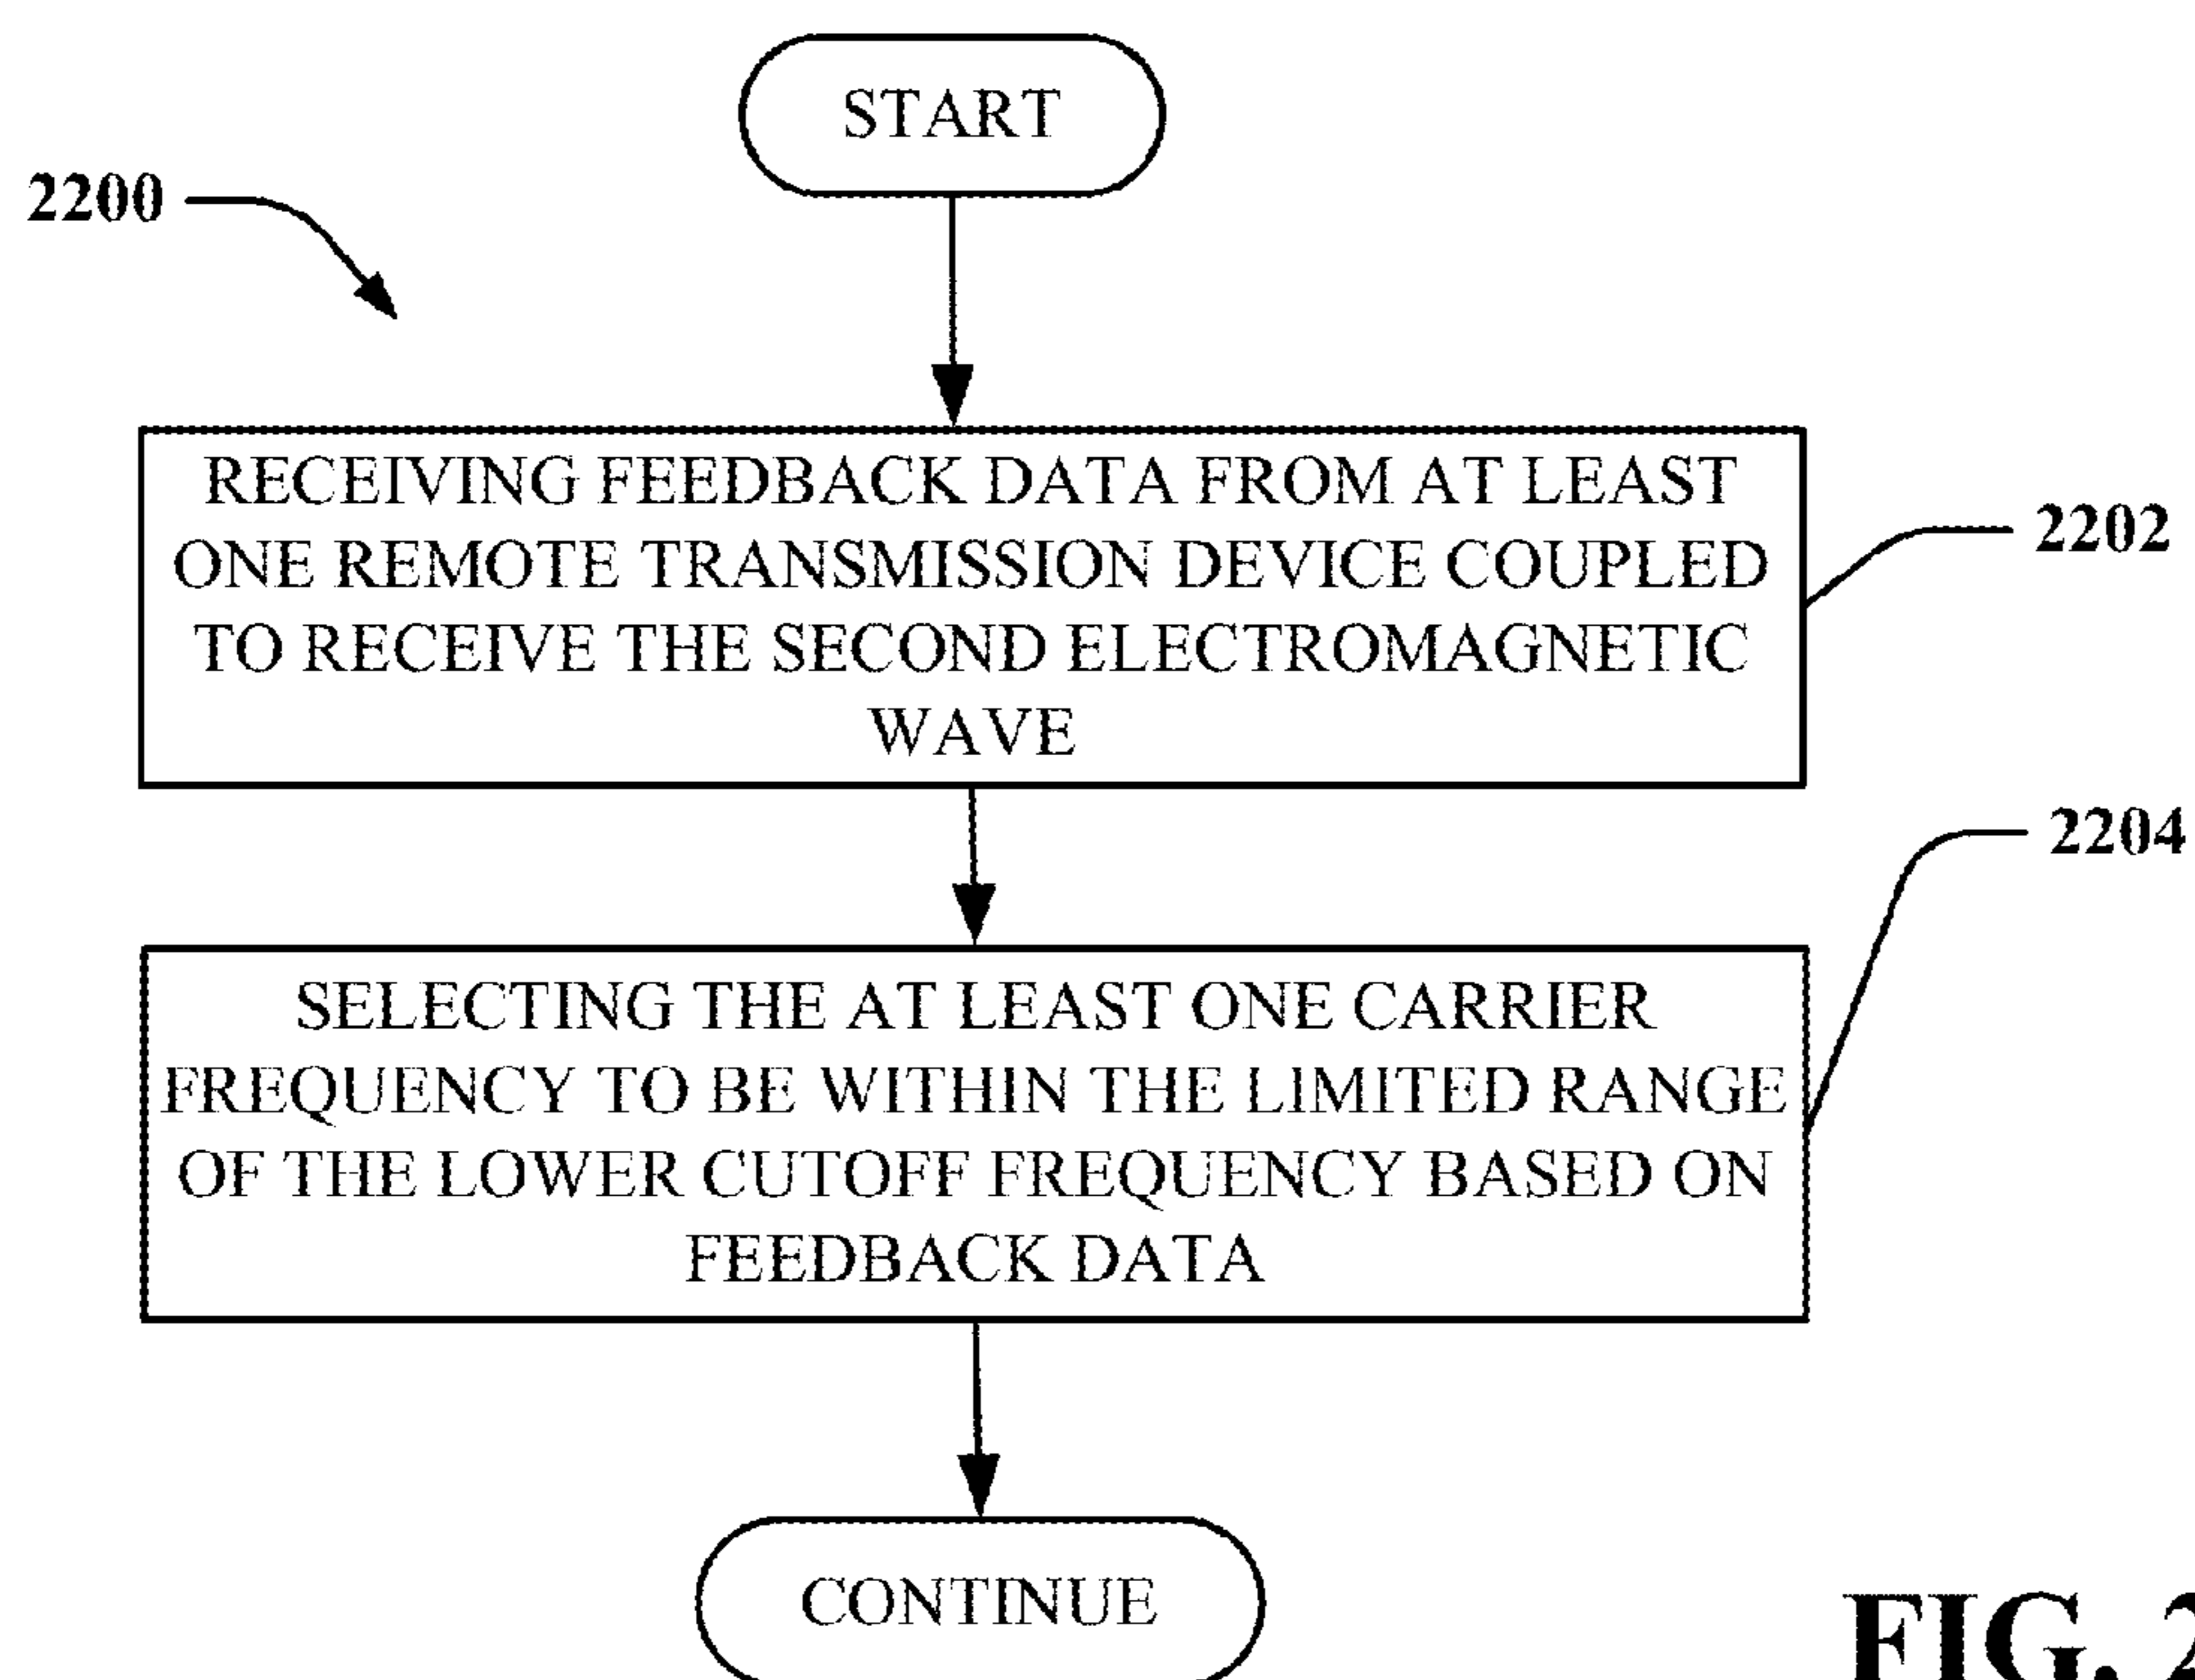 START
2200
RECEIVING FEEDBACK DATA FROM AT LEAST
ONE REMOTE TRANSMISSION DEVICE COUPLED
TO RECEIVE THE SECOND ELECTROMAGNETIC
WAVE
2202
2204
SELECTING THE AT LEAST ONE CARRIER
FREQUENCY TO BE WITHIN THE LIMITED RANGE
OF THE LOWER CUTOFF FREQUENCY BASED ON
FEEDBACK DATA
CONTINUE
FIG. 2